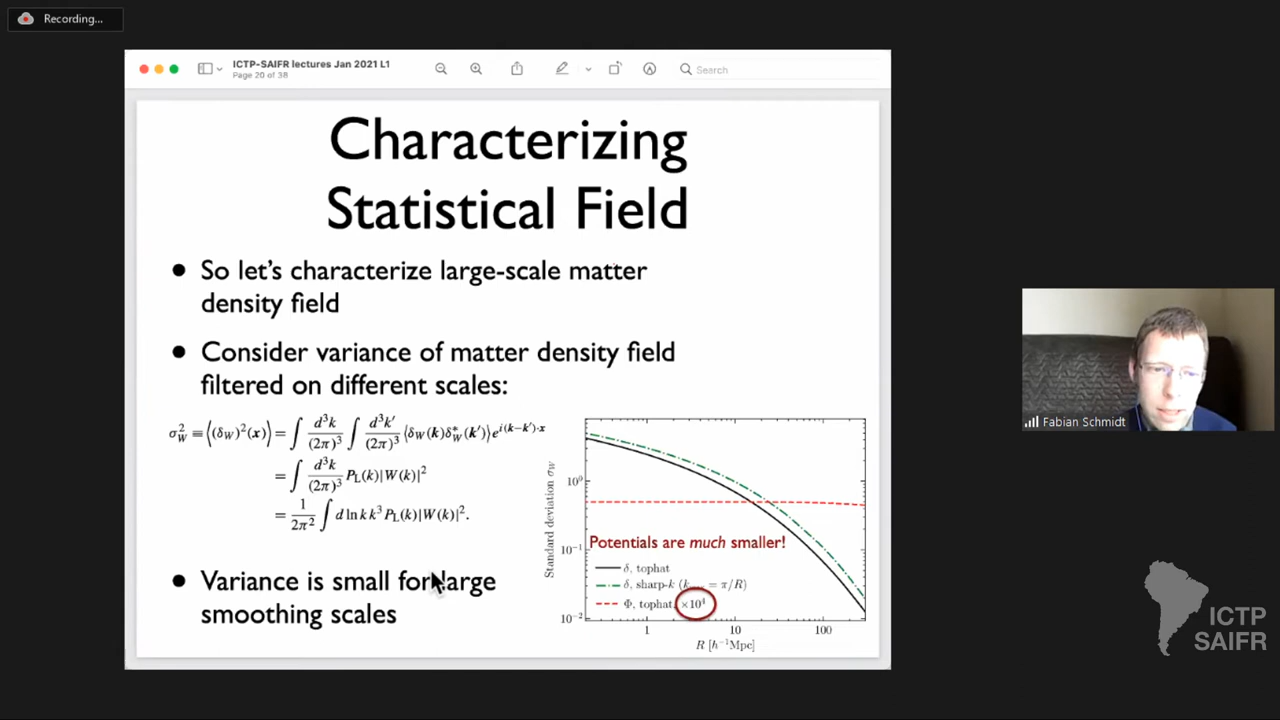 Recording...
ICTP-SAIFR lectures Jan 2021 L1
Page 20 of 38
Search
Characterizing
Statistical Field
• So let's characterize large-scale matter
density field
• Consider variance of matter density field
filtered on different scales:
σ²_W ≡ ⟨(δ_W)²(x)⟩ = ∫ d³k/(2π)³ ∫ d³k′/(2π)³ ⟨δ_W(k)δ*_W(k′)⟩e^{i(k−k′)·x}
= ∫ d³k/(2π)³ P_L(k)|W(k)|²
= 1/2π² ∫ d ln k k³ P_L(k)|W(k)|².
• Variance is small for large
smoothing scales
Standard deviation σ_W
10⁰
10⁻¹
10⁻²
Potentials are much smaller!
δ, tophat
δ, sharp-k (k = π/R)
Φ, tophat, ×10⁴
1 10 100
R [h⁻¹Mpc]
Fabian Schmidt
ICTP
SAIFR